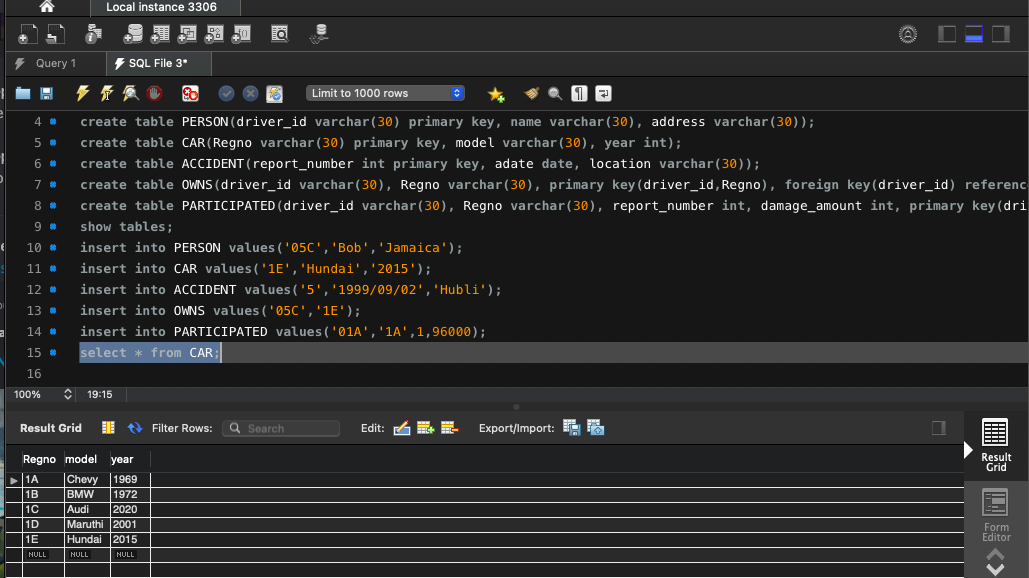 Local instance 3306
Query 1
SQL File 3*
Limit to 1000 rows
4 create table PERSON(driver_id varchar(30) primary key, name varchar(30), address varchar(30));
5 create table CAR(Regno varchar(30) primary key, model varchar(30), year int);
6 create table ACCIDENT(report_number int primary key, adate date, location varchar(30));
7 create table OWNS(driver_id varchar(30), Regno varchar(30), primary key(driver_id,Regno), foreign key(driver_id) referenc
8 create table PARTICIPATED(driver_id varchar(30), Regno varchar(30), report_number int, damage_amount int, primary key(dri
9 show tables;
10 insert into PERSON values('05C','Bob','Jamaica');
11 insert into CAR values('1E','Hundai','2015');
12 insert into ACCIDENT values('5','1999/09/02','Hubli');
13 insert into OWNS values('05C','1E');
14 insert into PARTICIPATED values('01A','1A',1,96000);
15 select * from CAR;
16
100% 19:15
Result Grid Filter Rows: Search Edit: Export/Import:
Regno model year
1A Chevy 1969
1B BMW 1972
1C Audi 2020
1D Maruthi 2001
1E Hundai 2015
NULL NULL NULL
Result
Grid
Form
Editor